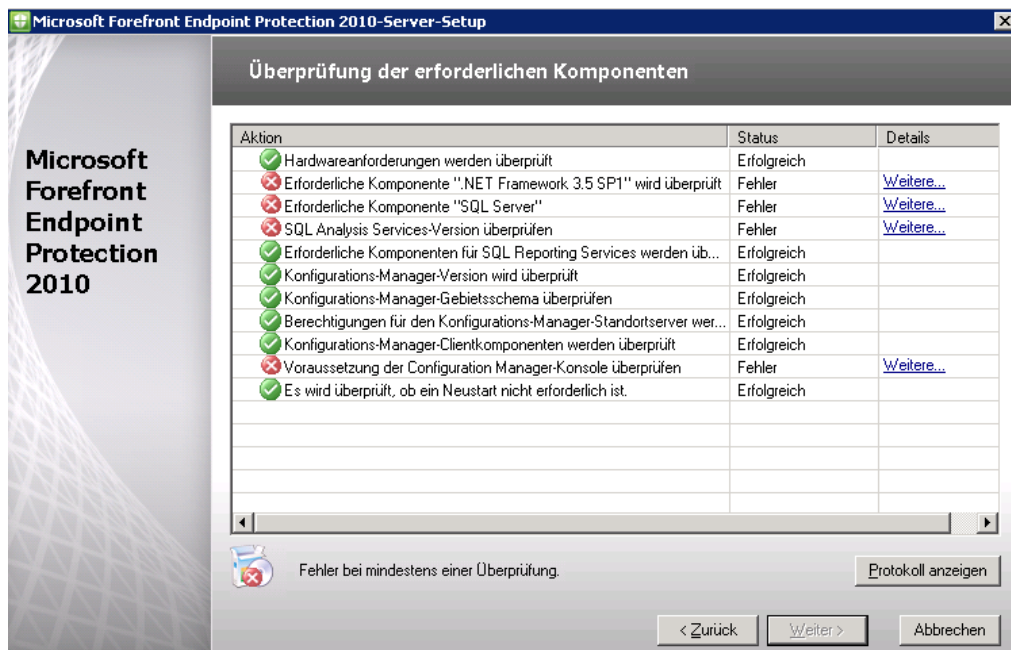 Microsoft Forefront Endpoint Protection 2010-Server-Setup
Überprüfung der erforderlichen Komponenten
Microsoft
Forefront
Endpoint
Protection
2010
Aktion Status Details
Hardwareanforderungen werden überprüft Erfolgreich
Erforderliche Komponente ".NET Framework 3.5 SP1" wird überprüft Fehler Weitere...
Erforderliche Komponente "SQL Server" Fehler Weitere...
SQL Analysis Services-Version überprüfen Fehler Weitere...
Erforderliche Komponenten für SQL Reporting Services werden üb... Erfolgreich
Konfigurations-Manager-Version wird überprüft Erfolgreich
Konfigurations-Manager-Gebietsschema überprüfen Erfolgreich
Berechtigungen für den Konfigurations-Manager-Standortserver wer... Erfolgreich
Konfigurations-Manager-Clientkomponenten werden überprüft Erfolgreich
Voraussetzung der Configuration Manager-Konsole überprüfen Fehler Weitere...
Es wird überprüft, ob ein Neustart nicht erforderlich ist. Erfolgreich
Fehler bei mindestens einer Überprüfung.
Protokoll anzeigen
< Zurück Weiter > Abbrechen